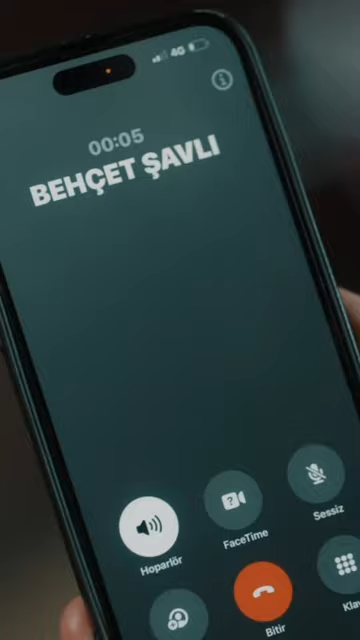 4G
00:05
BEHÇET ŞAVLI
Hoparlör
FaceTime
Sessiz
Bitir